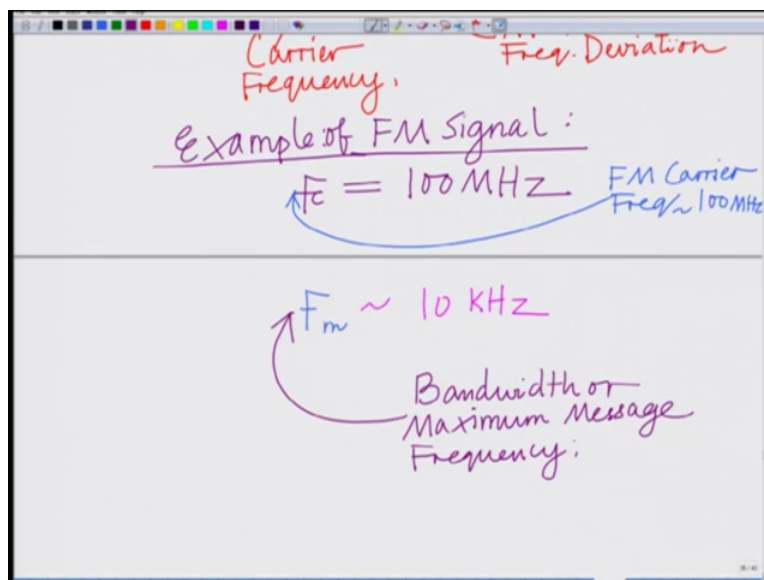 Carrier
Frequency.
Freq. Deviation
Example of FM Signal :
Fc = 100 MHz
FM Carrier
Freq ~ 100 MHz
Fm ~ 10 KHz
Bandwidth or
Maximum Message
Frequency.